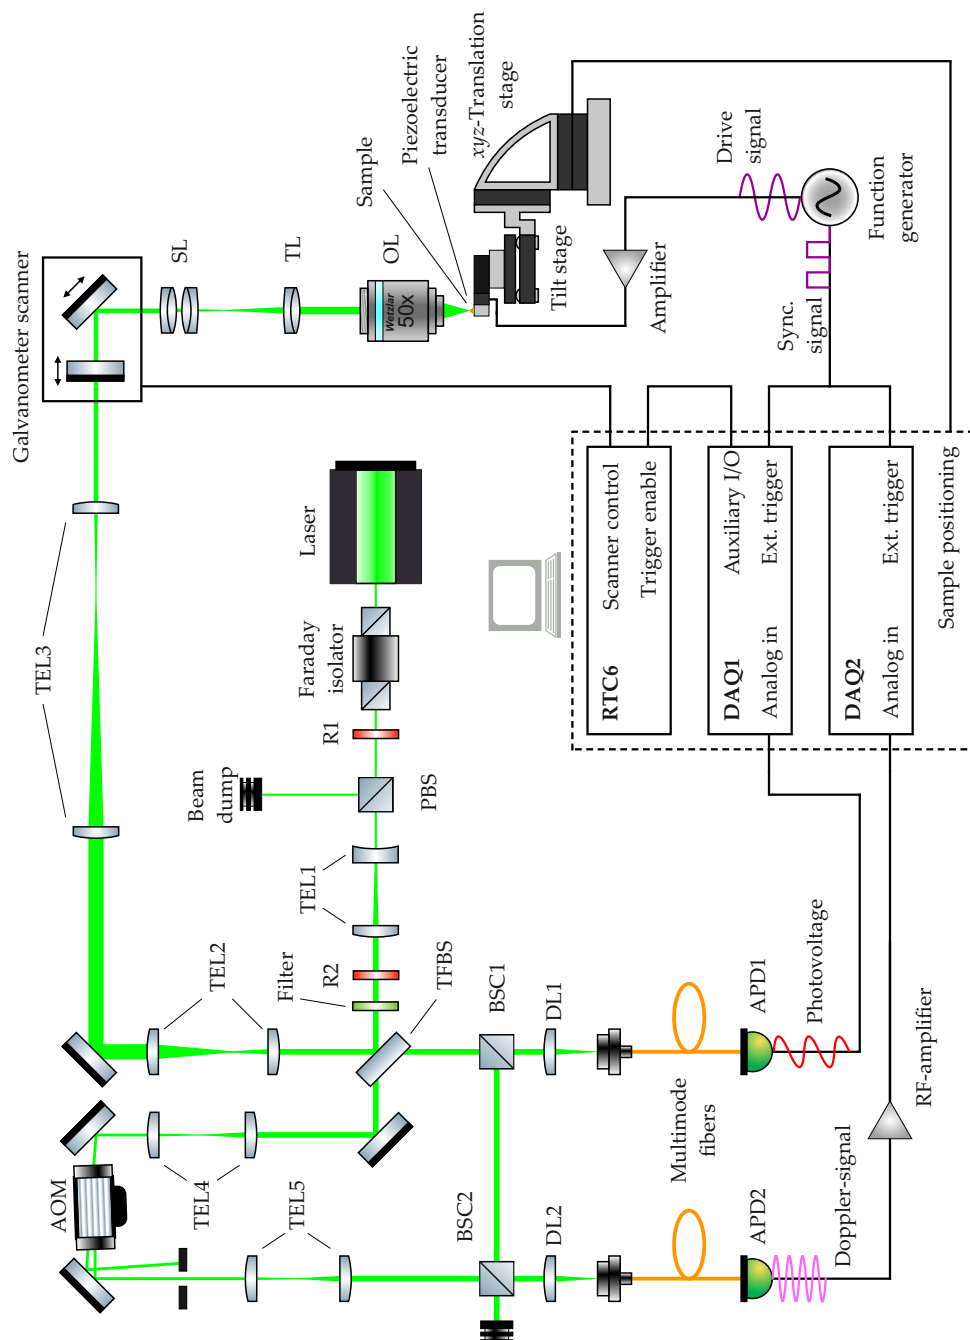 Galvanometer scanner
AOM
TEL4
TEL2
TEL3
SL
TEL5
Filter
R2
TEL1
Beam
dump
TL
BSC2
TFBS
PBS
R1
Faraday
isolator
Laser
Sample
OL
Wetzlar
50x
Piezoelectric
transducer
xyz-Translation
stage
BSC1
DL2
DL1
Tilt stage
Multimode
fibers
RTC6
Scanner control
Trigger enable
Amplifier
APD2
APD1
DAQ1
Auxiliary I/O
Analog in
Ext. trigger
Drive
signal
Photovoltage
Sync.
signal
Doppler-signal
DAQ2
Analog in
Ext. trigger
Function
generator
RF-amplifier
Sample positioning